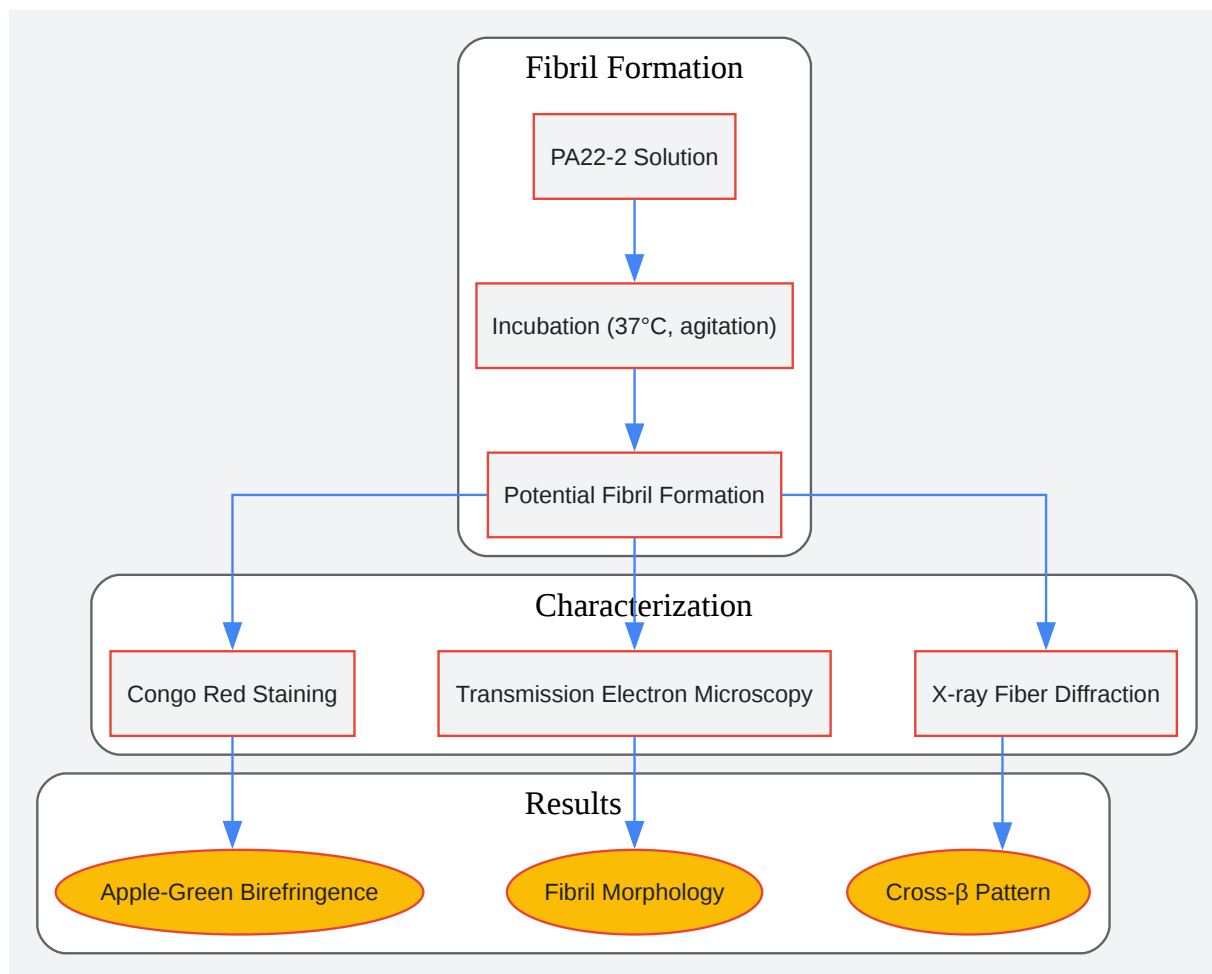 Fibril Formation
PA22-2 Solution
Incubation (37°C, agitation)
Potential Fibril Formation
Characterization
Congo Red Staining
Transmission Electron Microscopy
X-ray Fiber Diffraction
Results
Apple-Green Birefringence
Fibril Morphology
Cross-β Pattern